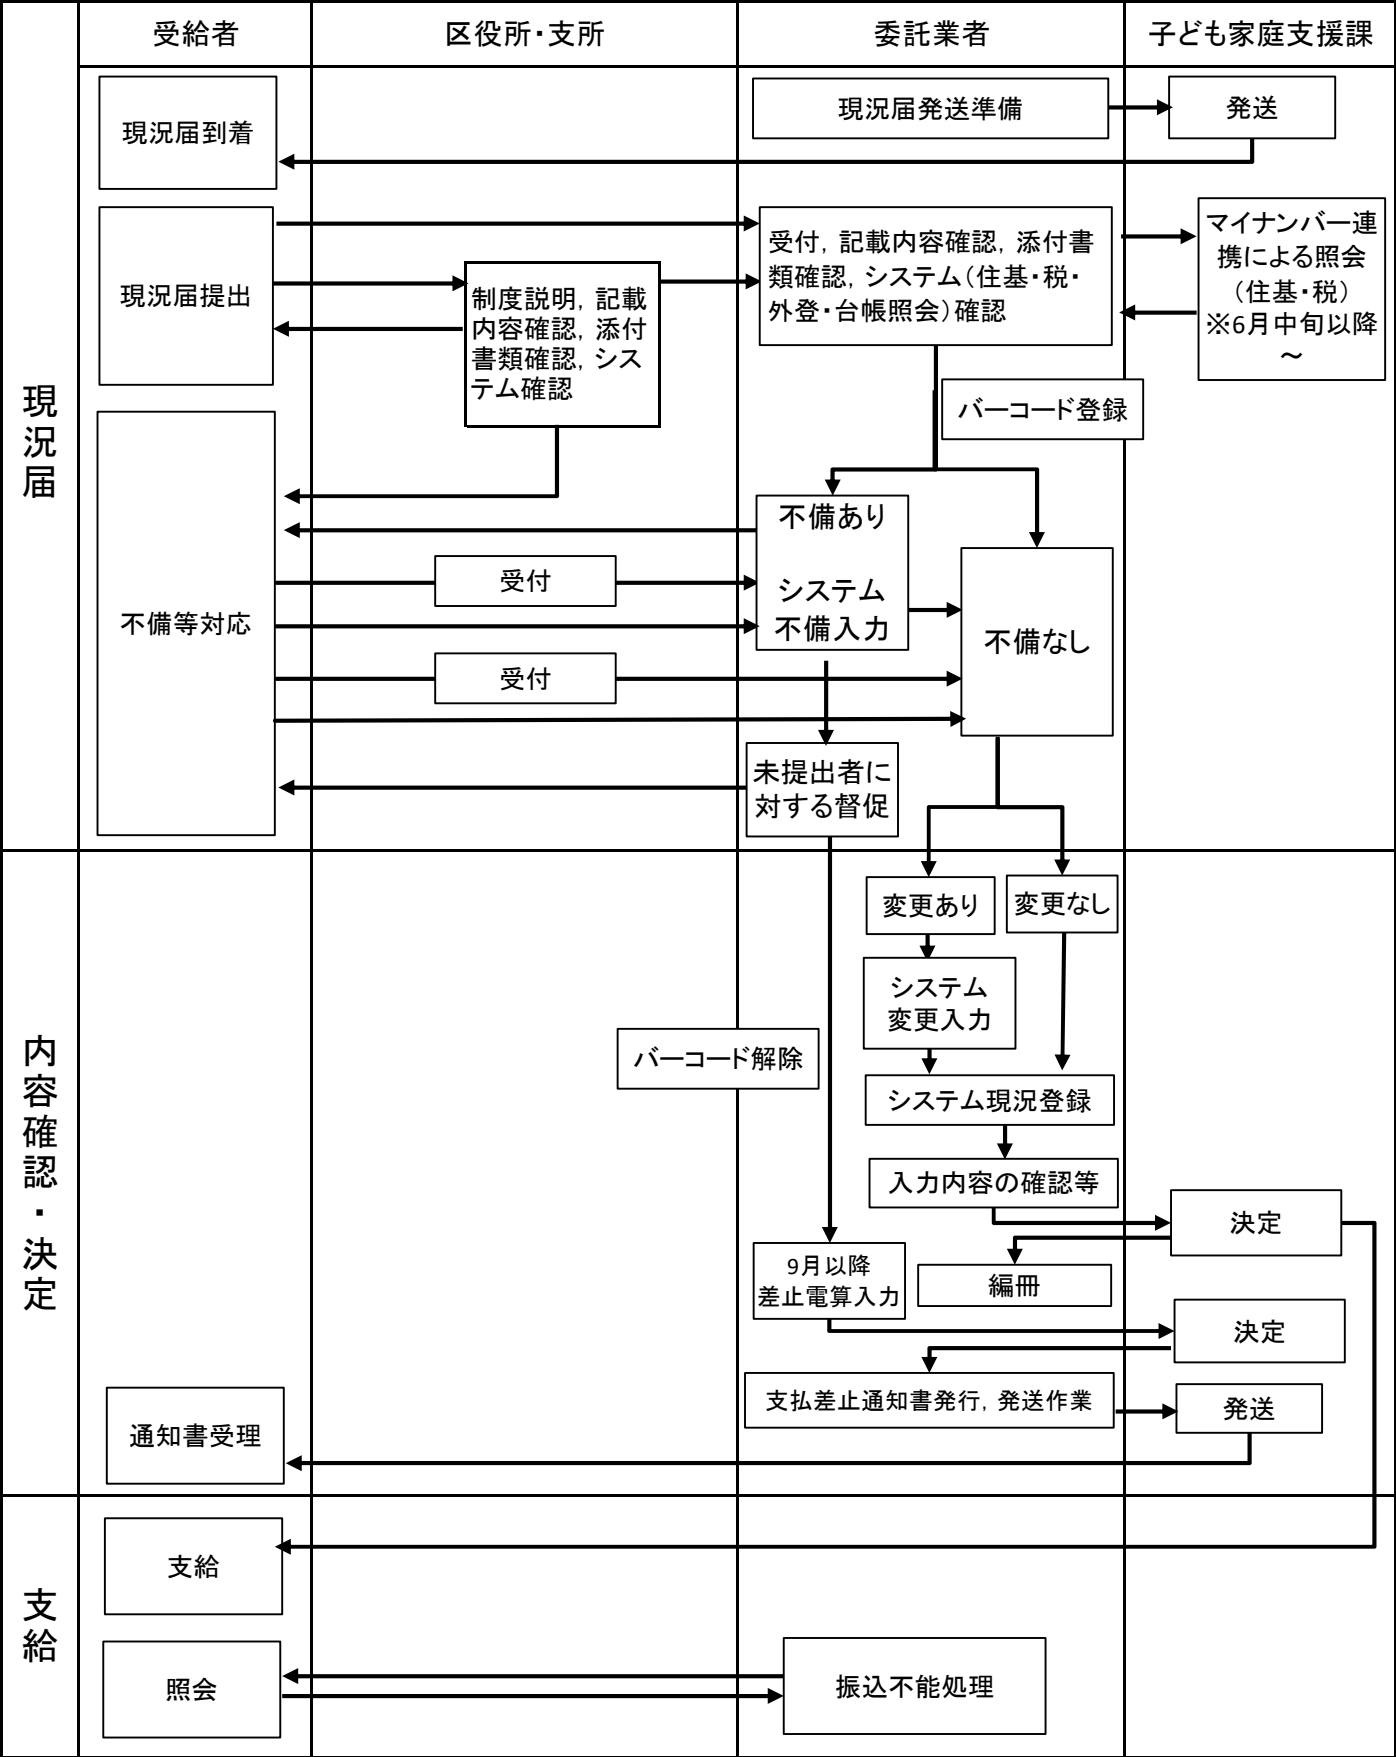 受給者
区役所・支所
委託業者
子ども家庭支援課
現況届
現況届到着
現況届発送準備
発送
現況届提出
制度説明，記載
内容確認，添付
書類確認，シス
テム確認
受付，記載内容確認，添付書
類確認，システム（住基・税・
外登・台帳照会）確認
マイナンバー連
携による照会
（住基・税）
※6月中旬以降
～
バーコード登録
不備等対応
受付
受付
不備あり
システム
不備入力
不備なし
未提出者に
対する督促
内容確認・決定
変更あり
変更なし
システム
変更入力
バーコード解除
システム現況登録
入力内容の確認等
決定
9月以降
差止電算入力
編冊
決定
支払差止通知書発行，発送作業
発送
通知書受理
支給
支給
照会
振込不能処理